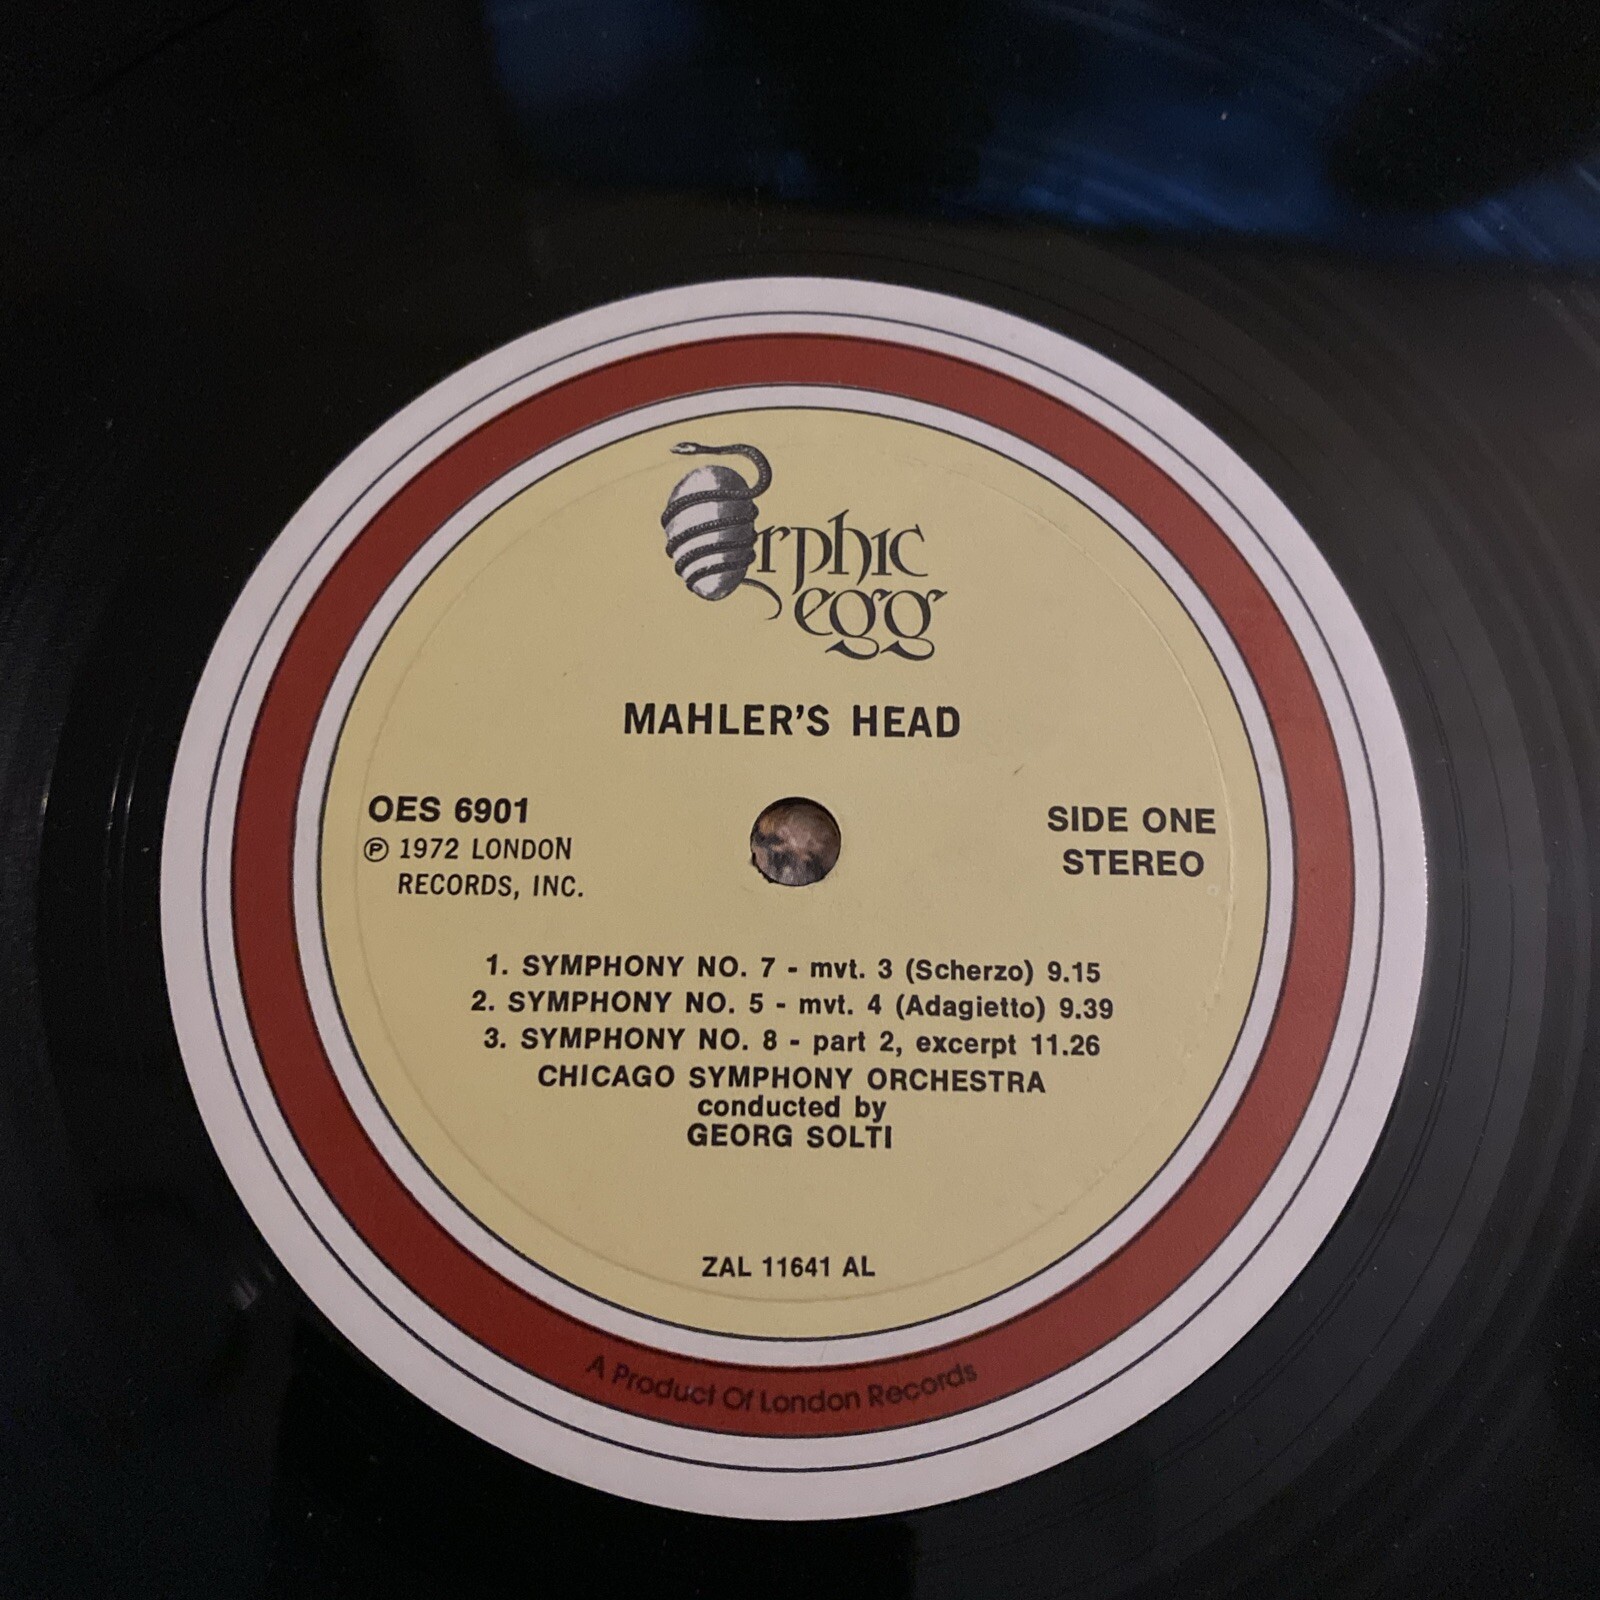 Orphic
egg
MAHLER'S HEAD
OES 6901
℗ 1972 LONDON
RECORDS, INC.
SIDE ONE
STEREO
1. SYMPHONY NO. 7 - mvt. 3 (Scherzo) 9.15
2. SYMPHONY NO. 5 - mvt. 4 (Adagietto) 9.39
3. SYMPHONY NO. 8 - part 2, excerpt 11.26
CHICAGO SYMPHONY ORCHESTRA
conducted by
GEORG SOLTI
ZAL 11641 AL
A Product Of London Records